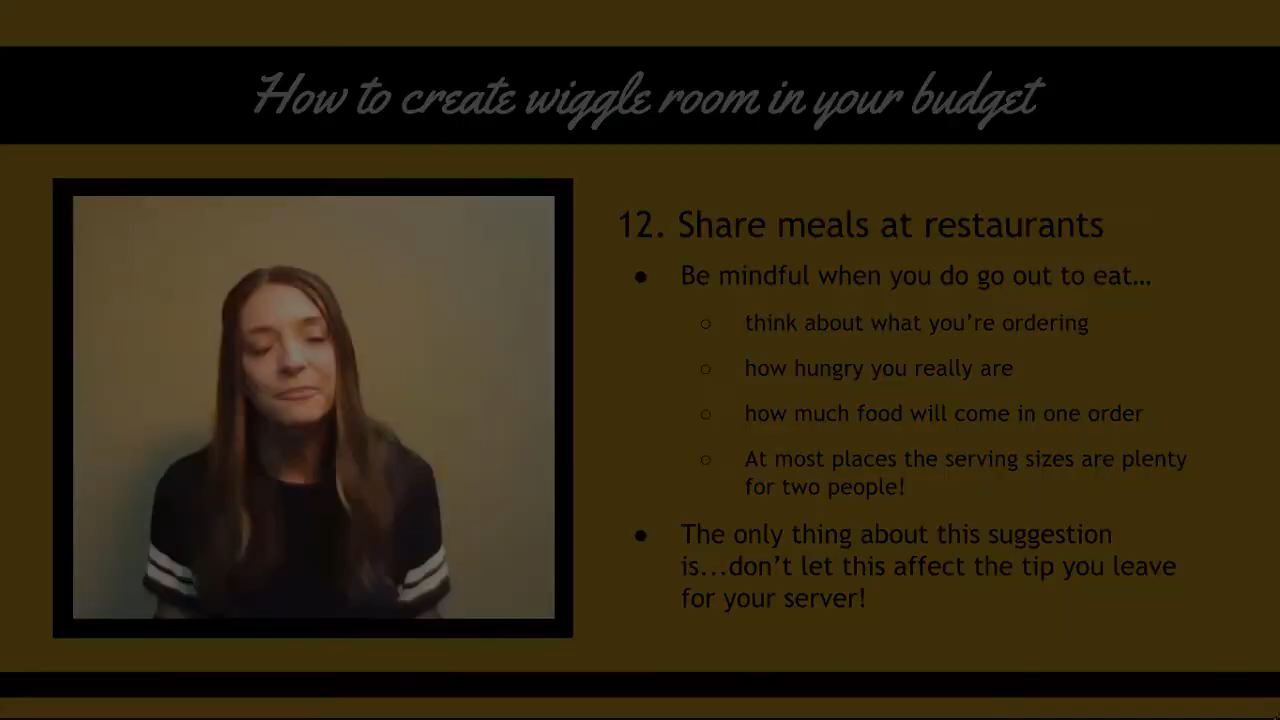 How to create wiggle room in your budget
12. Share meals at restaurants
● Be mindful when you do go out to eat…
○ think about what you're ordering
○ how hungry you really are
○ how much food will come in one order
○ At most places the serving sizes are plenty
for two people!
● The only thing about this suggestion
is...don't let this affect the tip you leave
for your server!